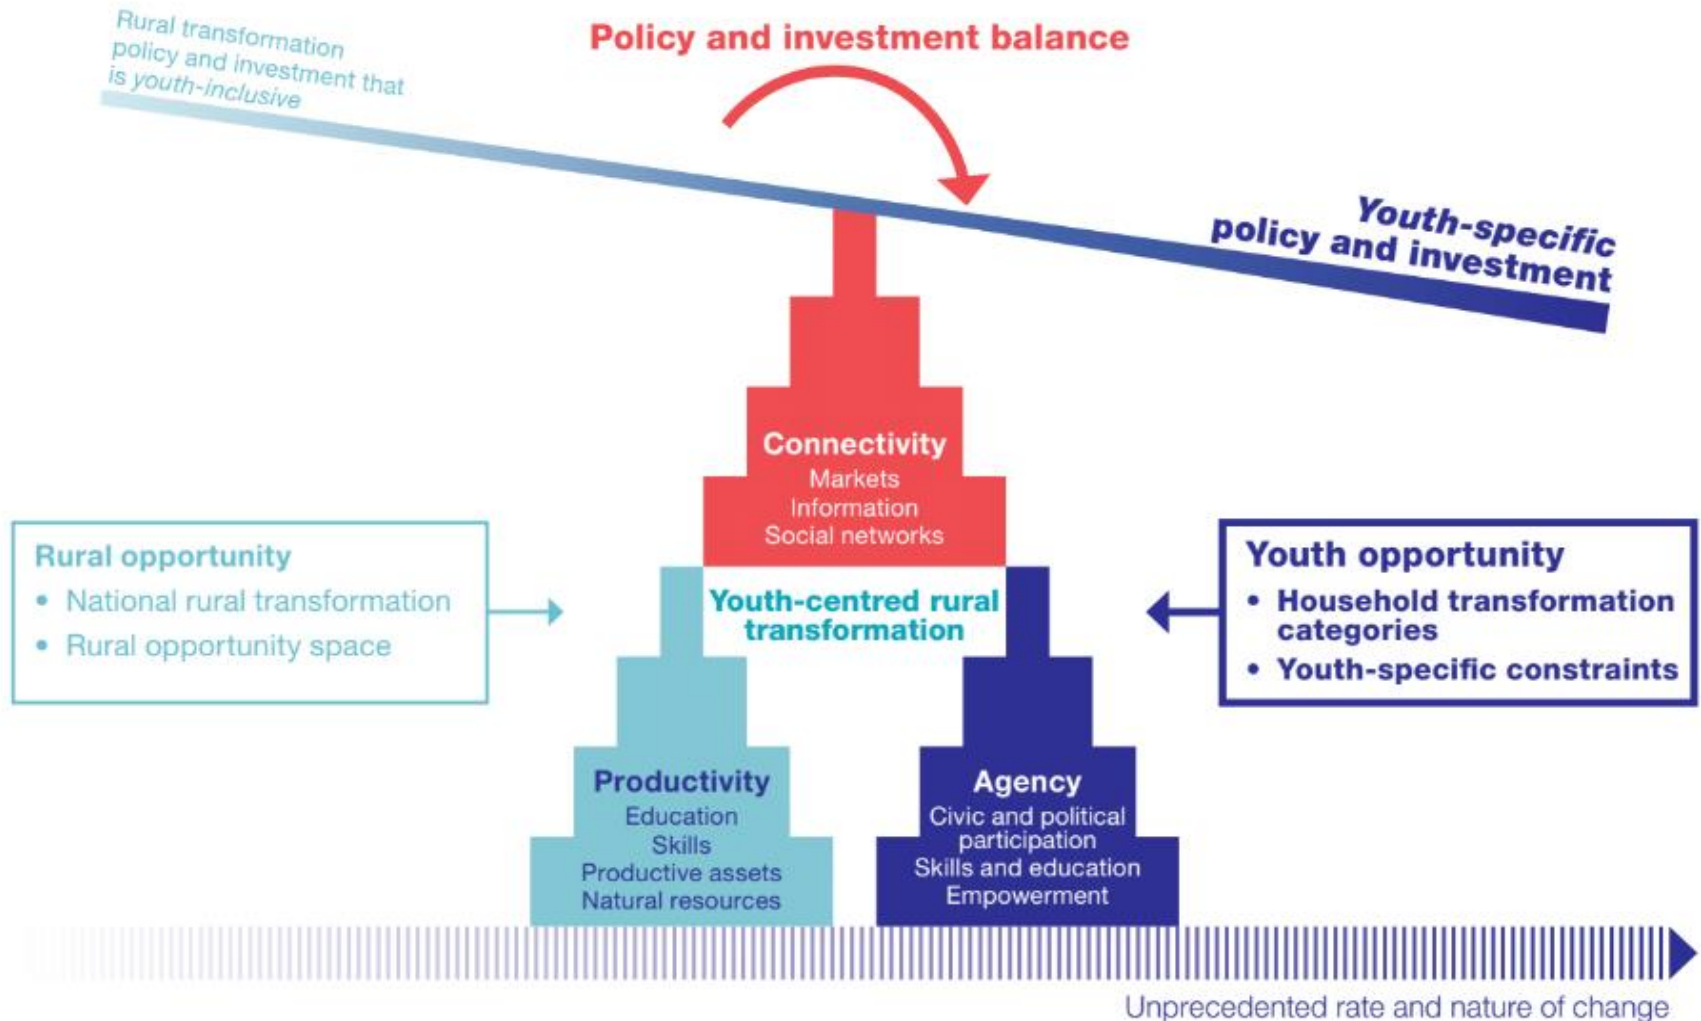 Rural transformation
policy and investment that
is youth-inclusive
Policy and investment balance
Youth-specific
policy and investment
Connectivity
Markets
Information
Social networks
Rural opportunity
• National rural transformation
• Rural opportunity space
Youth-centred rural
transformation
Youth opportunity
• Household transformation
categories
• Youth-specific constraints
Productivity
Education
Skills
Productive assets
Natural resources
Agency
Civic and political
participation
Skills and education
Empowerment
Unprecedented rate and nature of change